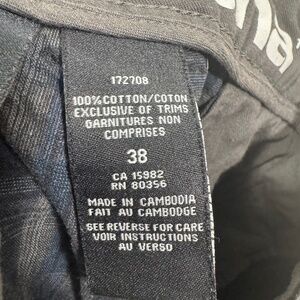 172708
100% COTTON/COTON
EXCLUSIVE OF TRIMS
GARNITURES NON
COMPRISES
38
CA 15982
RN 80356
MADE IN CAMBODIA
FAIT AU CAMBODGE
SEE REVERSE FOR CARE
VOIR INSTRUCTIONS
AU VERSO